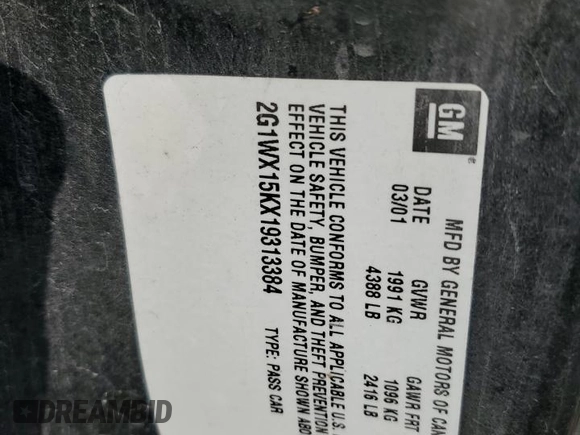 GM
MFD BY GENERAL MOTORS OF CAN
DATE GVWR GAWR FRT
03/01 1991 KG 1096 KG
4388 LB 2416 LB
THIS VEHICLE CONFORMS TO ALL APPLICABLE U.S.
VEHICLE SAFETY, BUMPER, AND THEFT PREVENTION
EFFECT ON THE DATE OF MANUFACTURE SHOWN ABO
2G1WX15KX19313384 TYPE: PASS CAR
DREAMBID